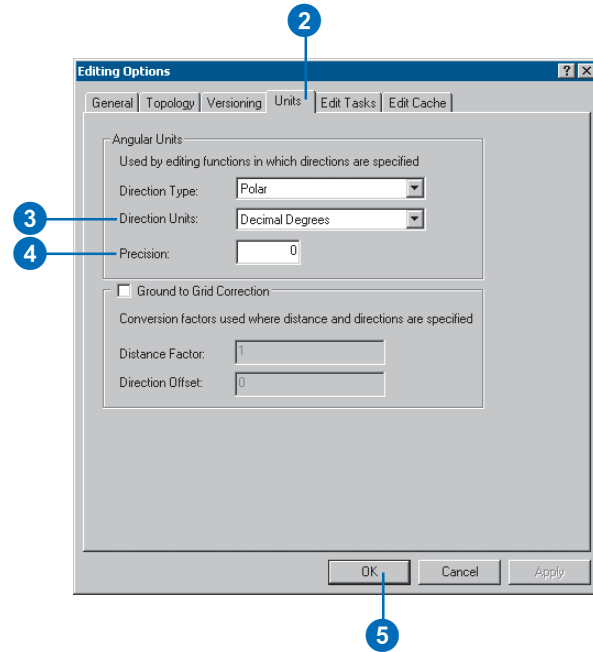 2
Editing Options
General Topology Versioning Units Edit Tasks Edit Cache
Angular Units
Used by editing functions in which directions are specified
Direction Type: Polar
3 Direction Units: Decimal Degrees
4 Precision: 0
Ground to Grid Correction
Conversion factors used where distance and directions are specified
Distance Factor: 1
Direction Offset: 0
OK Cancel Apply
5